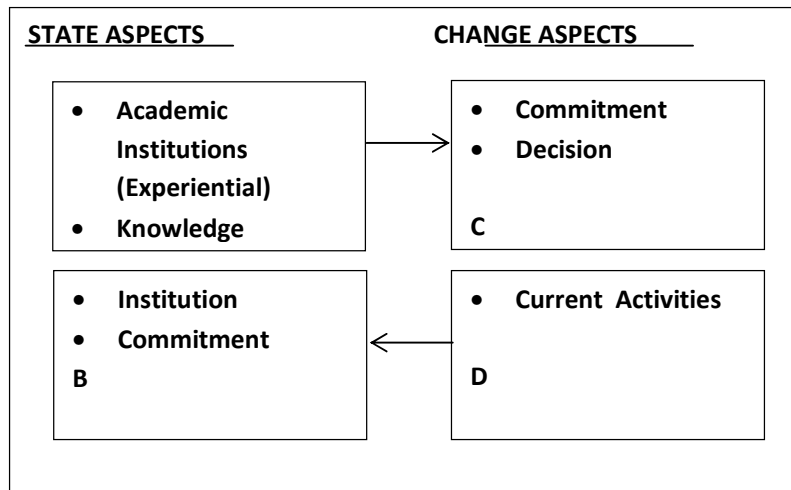 STATE ASPECTS
CHANGE ASPECTS
• Academic
Institutions
(Experiential)
• Knowledge
• Commitment
• Decision
C
• Institution
• Commitment
B
• Current Activities
D